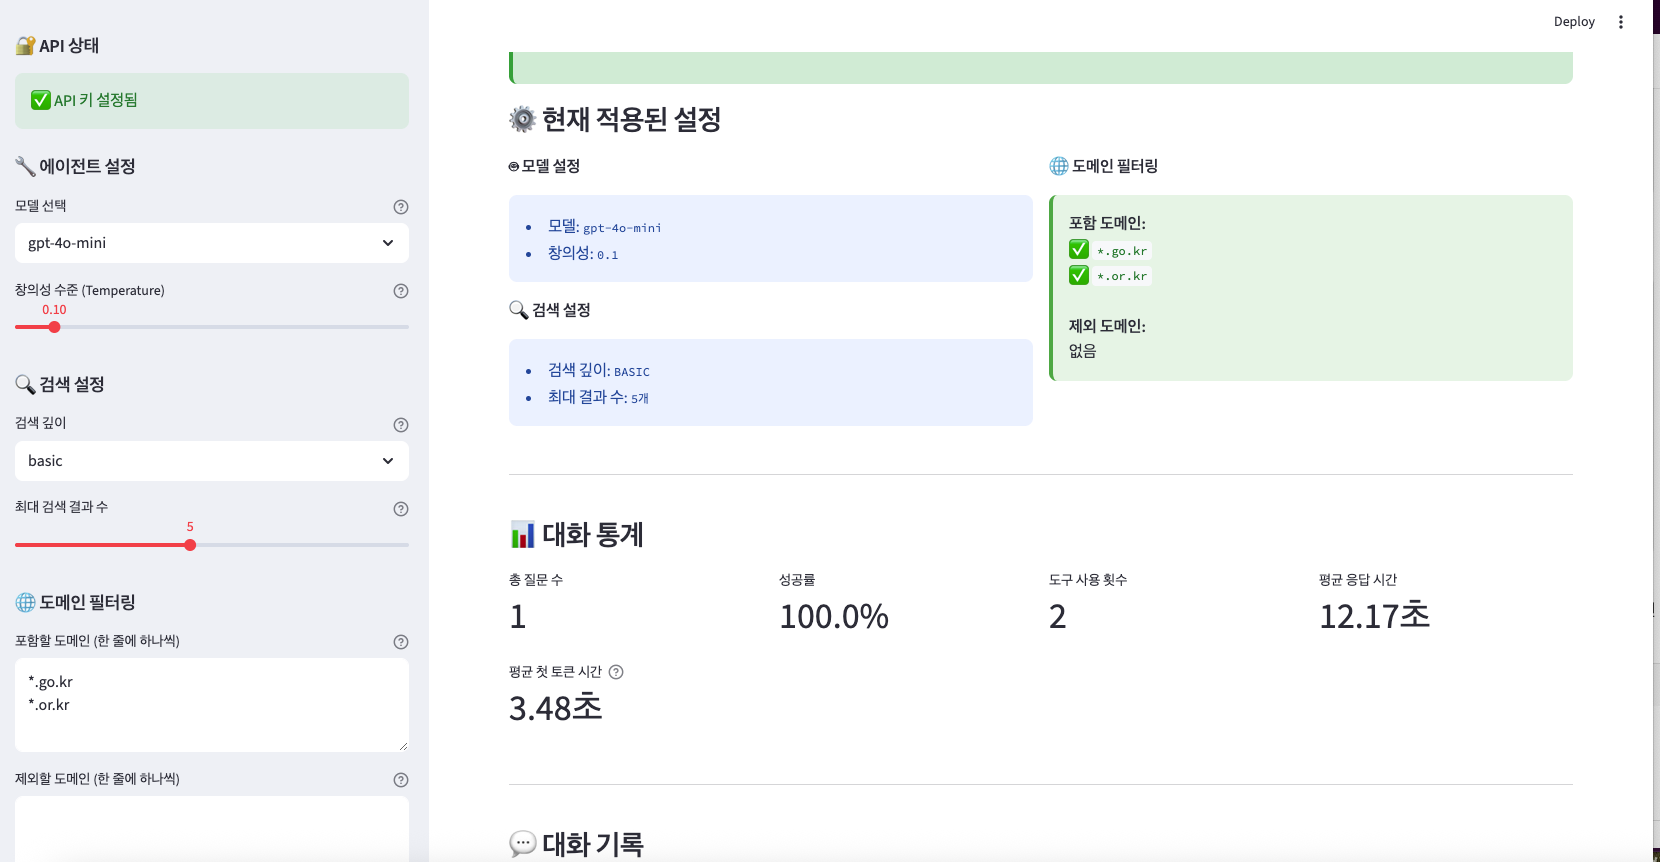 Deploy
API 상태
API 키 설정됨
에이전트 설정
모델 선택
gpt-4o-mini
창의성 수준 (Temperature)
0.10
검색 설정
검색 깊이
basic
최대 검색 결과 수
5
도메인 필터링
포함할 도메인 (한 줄에 하나씩)
*.go.kr
*.or.kr
제외할 도메인 (한 줄에 하나씩)
현재 적용된 설정
모델 설정
모델: gpt-4o-mini
창의성: 0.1
검색 설정
검색 깊이: BASIC
최대 결과 수: 5개
도메인 필터링
포함 도메인:
*.go.kr
*.or.kr
제외 도메인:
없음
대화 통계
총 질문 수
1
성공률
100.0%
도구 사용 횟수
2
평균 응답 시간
12.17초
평균 첫 토큰 시간
3.48초
대화 기록